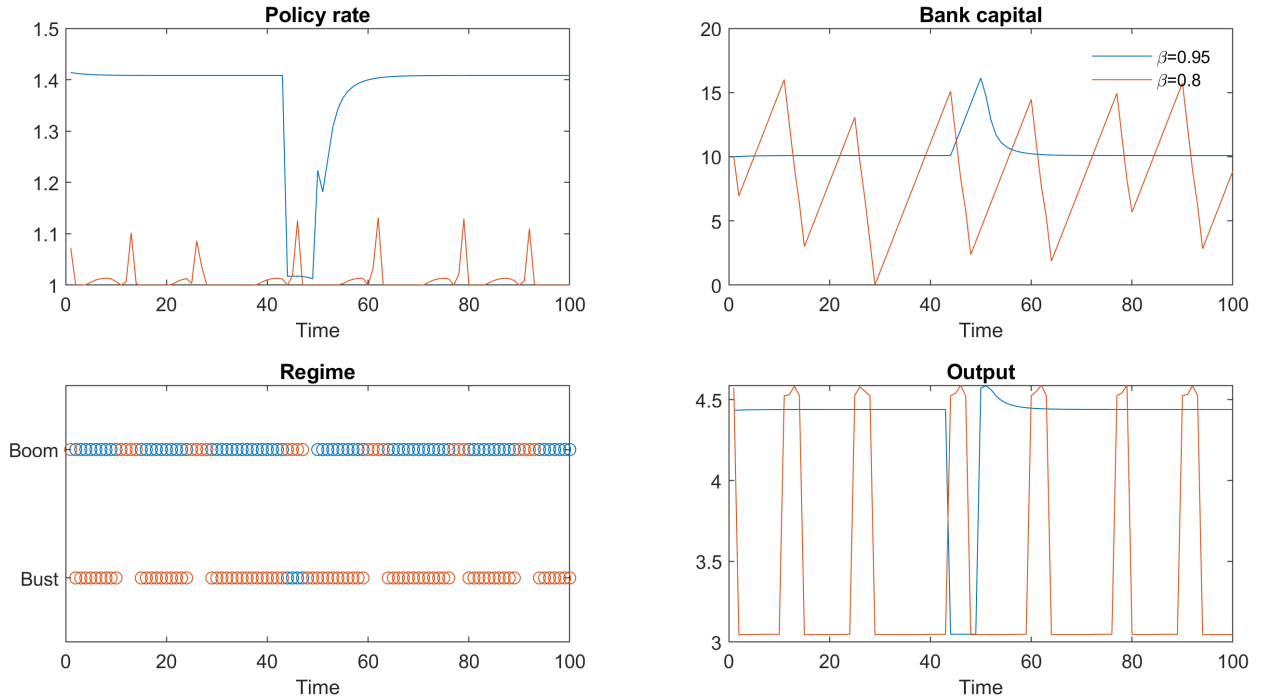 Policy rate
1.5
1.4
1.3
1.2
1.1
1
0 20 40 60 80 100
Time
Bank capital
20
15
10
5
0
β=0.95
β=0.8
0 20 40 60 80 100
Time
Regime
Boom
Bust
0 20 40 60 80 100
Time
Output
4.5
4
3.5
3
0 20 40 60 80 100
Time